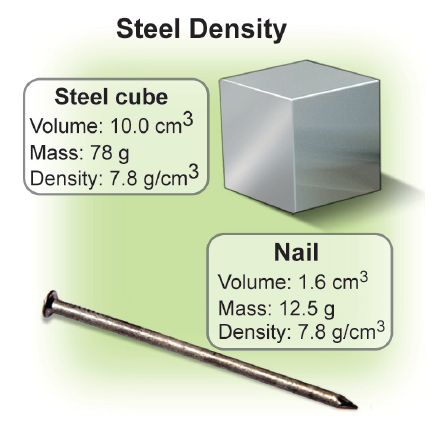 Steel Density
Steel cube
Volume: 10.0 cm³
Mass: 78 g
Density: 7.8 g/cm³
Nail
Volume: 1.6 cm³
Mass: 12.5 g
Density: 7.8 g/cm³